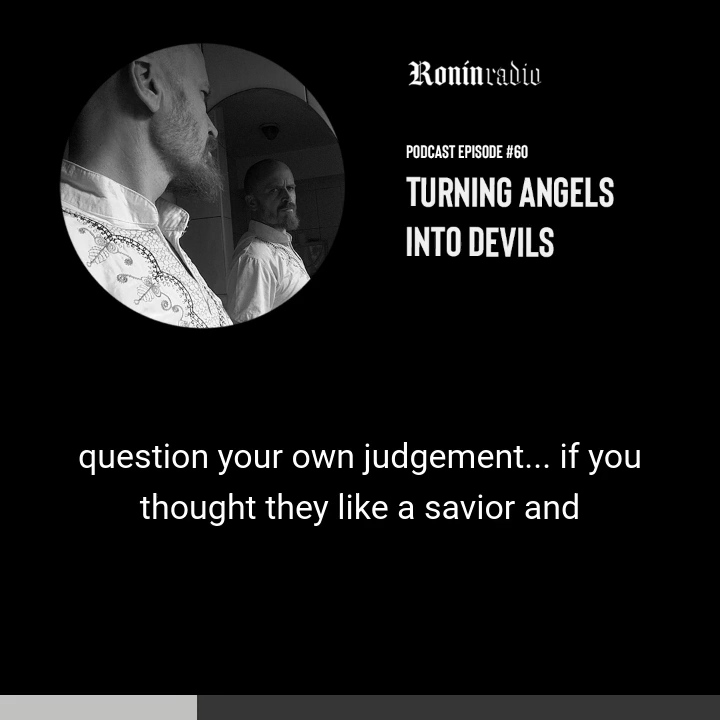 Roninradio
PODCAST EPISODE #60
TURNING ANGELS
INTO DEVILS
question your own judgement... if you
thought they like a savior and